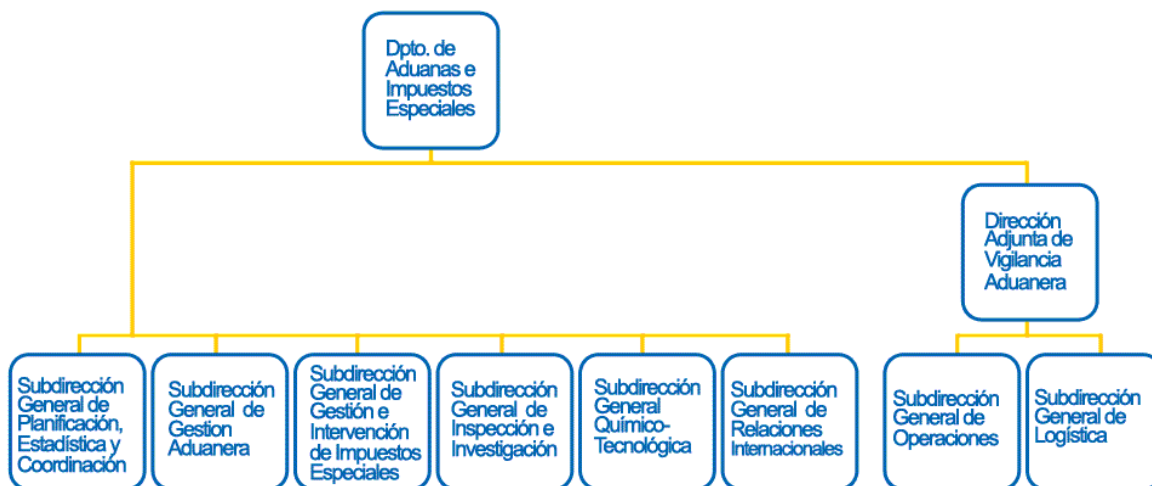 Dpto. de
Aduanas e
Impuestos
Especiales
Dirección
Adjunta de
Vigilancia
Aduanera
Subdirección
General de
Planificación,
Estadística y
Coordinación
Subdirección
General de
Gestion
Aduanera
Subdirección
General de
Gestión e
Intervención
de Impuestos
Especiales
Subdirección
General de
Inspección e
Investigación
Subdirección
General
Químico-
Tecnológica
Subdirección
General de
Relaciones
Internacionales
Subdirección
General de
Operaciones
Subdirección
General de
Logística